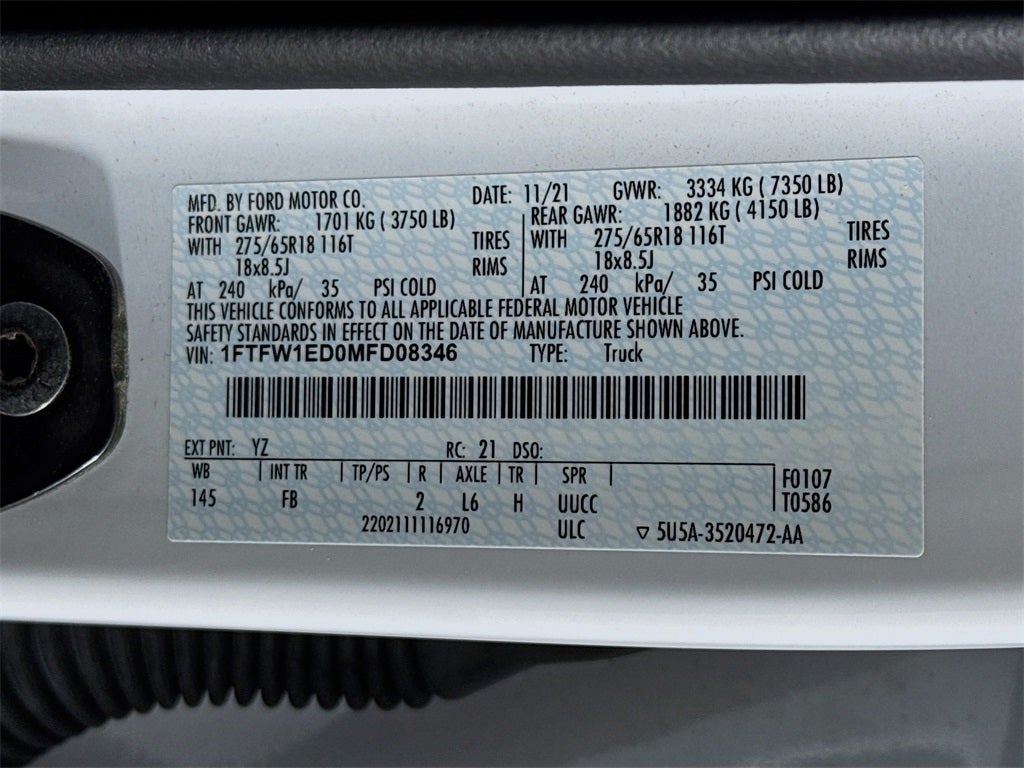 MFD. BY FORD MOTOR CO. DATE: 11/21 GVWR: 3334 KG ( 7350 LB)
FRONT GAWR: 1701 KG ( 3750 LB) REAR GAWR: 1882 KG ( 4150 LB)
WITH 275/65R18 116T TIRES WITH 275/65R18 116T TIRES
18x8.5J RIMS 18x8.5J RIMS
AT 240 kPa/ 35 PSI COLD AT 240 kPa/ 35 PSI COLD
THIS VEHICLE CONFORMS TO ALL APPLICABLE FEDERAL MOTOR VEHICLE
SAFETY STANDARDS IN EFFECT ON THE DATE OF MANUFACTURE SHOWN ABOVE.
VIN: 1FTFW1ED0MFD08346 TYPE: Truck
EXT PNT: YZ RC: 21 DSO:
WB INT TR TP/PS R AXLE TR SPR F0107
145 FB 2 L6 H UUCC T0586
2202111116970 ULC ▽ 5U5A-3520472-AA